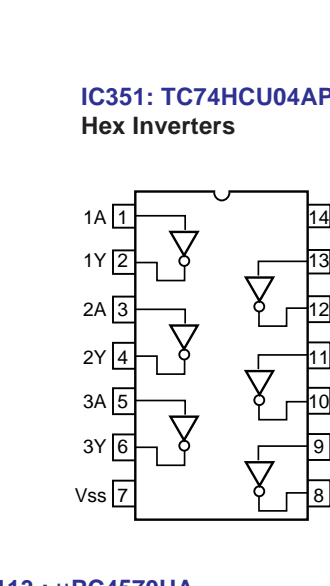 IC351: TC74HCU04AP
Hex Inverters
1A 1 14
1Y 2 13
2A 3 12
2Y 4 11
3A 5 10
3Y 6 9
Vss 7 8